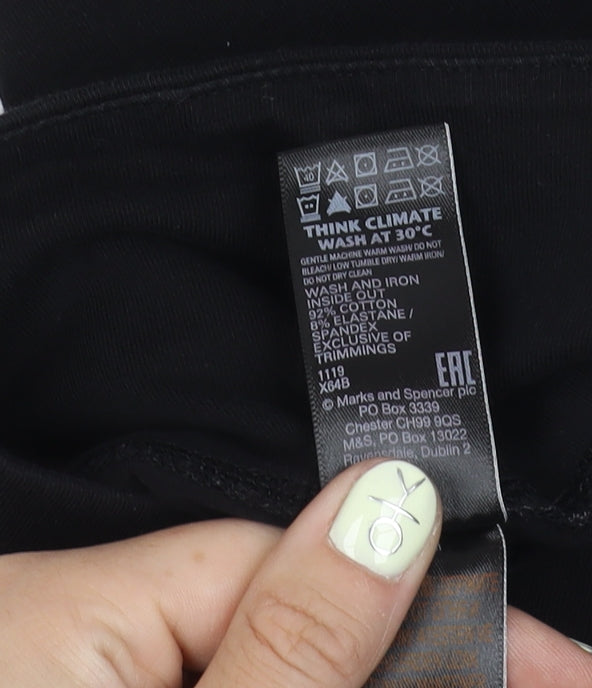 40
THINK CLIMATE
WASH AT 30°C
GENTLE MACHINE WARM WASH/ DO NOT
BLEACH/ LOW TUMBLE DRY/ WARM IRON/
DO NOT DRY CLEAN
WASH AND IRON
INSIDE OUT
92% COTTON
8% ELASTANE /
SPANDEX
EXCLUSIVE OF
TRIMMINGS
1119
X64B
EAC
© Marks and Spencer plc
PO Box 3339
Chester CH99 9QS
M&S, PO Box 13022
Ravensdale, Dublin 2